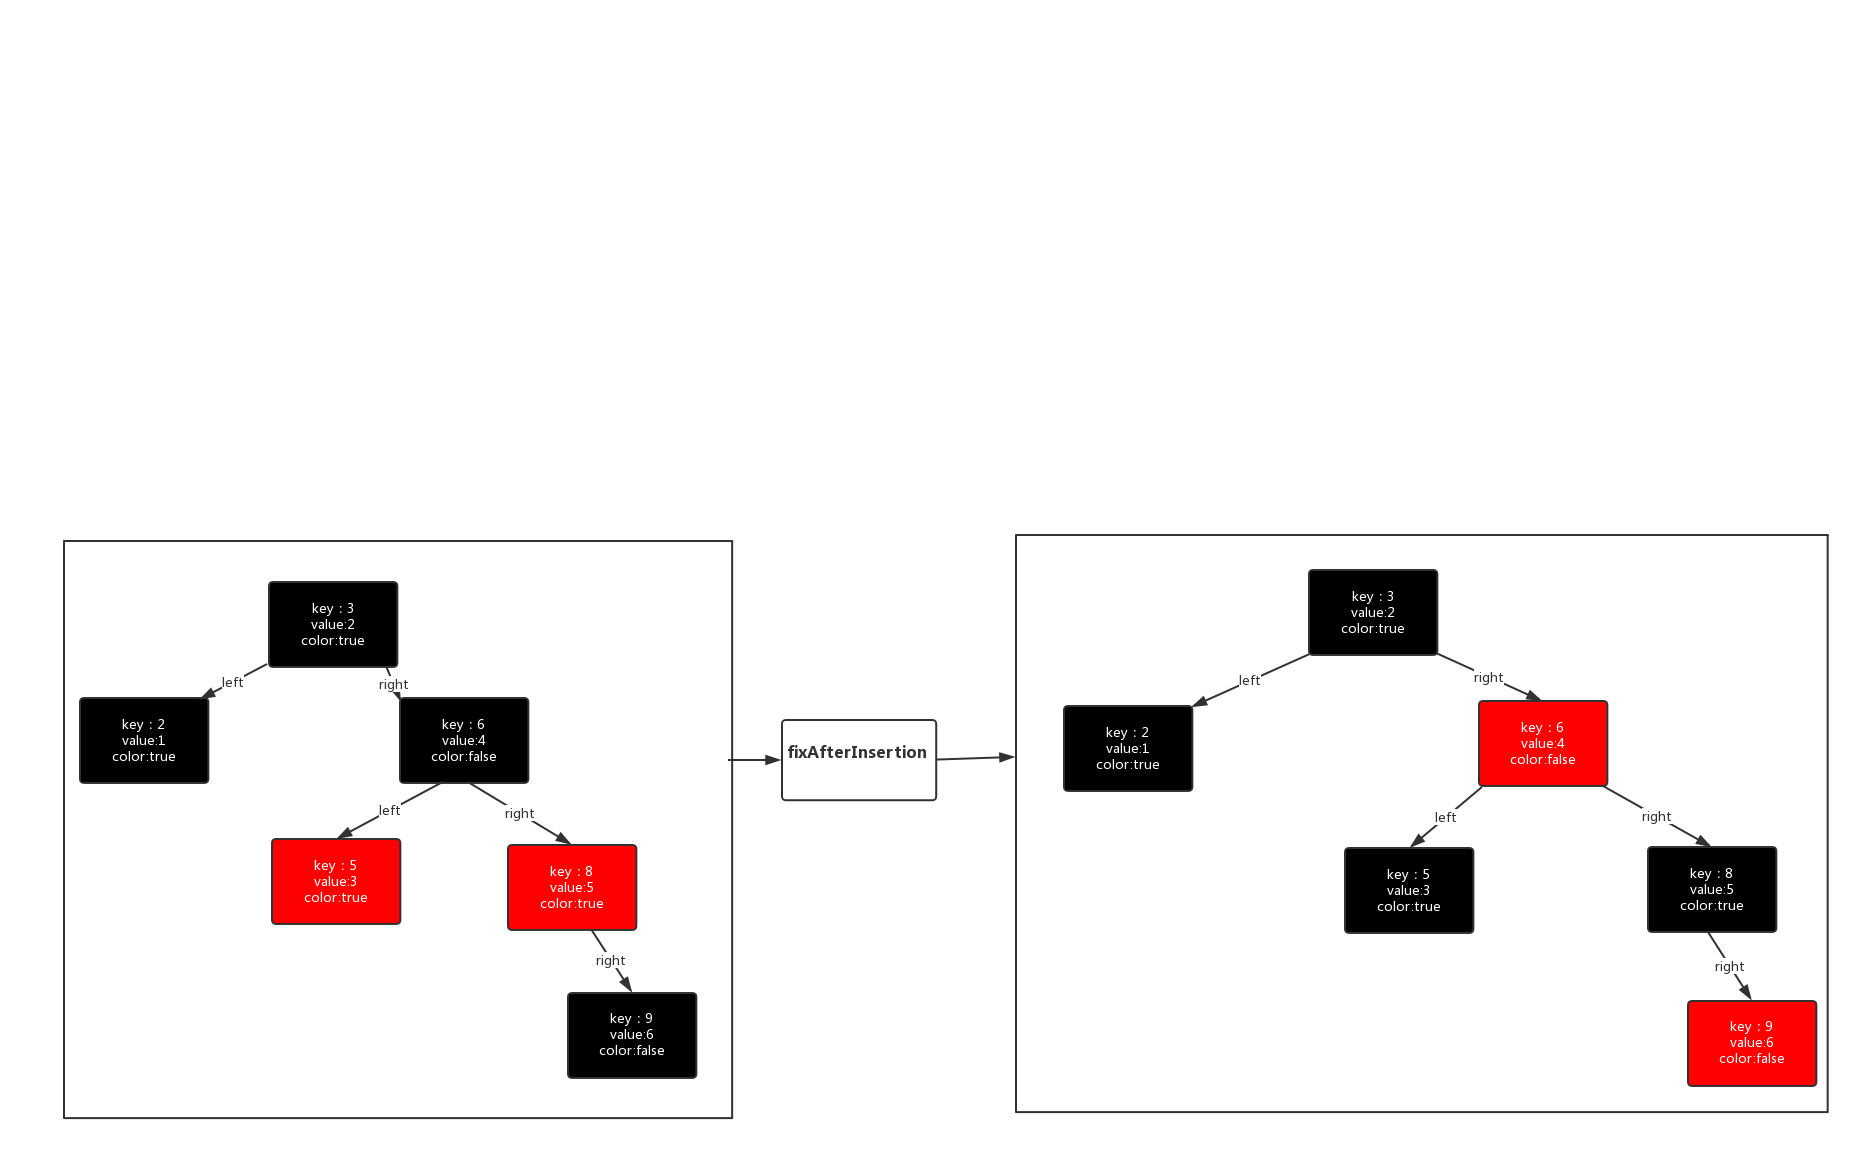 key：3
value:2
color:true
left
right
key：2
value:1
color:true
key：6
value:4
color:false
left
right
key：5
value:3
color:true
key：8
value:5
color:true
right
key：9
value:6
color:false
fixAfterInsertion
key：3
value:2
color:true
left
right
key：2
value:1
color:true
key：6
value:4
color:false
left
right
key：5
value:3
color:true
key：8
value:5
color:true
right
key：9
value:6
color:false